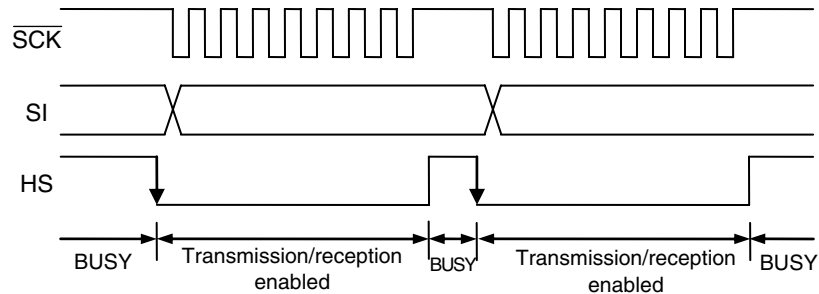 SCK
SI
HS
BUSY
Transmission/reception
enabled
BUSY
Transmission/reception
enabled
BUSY